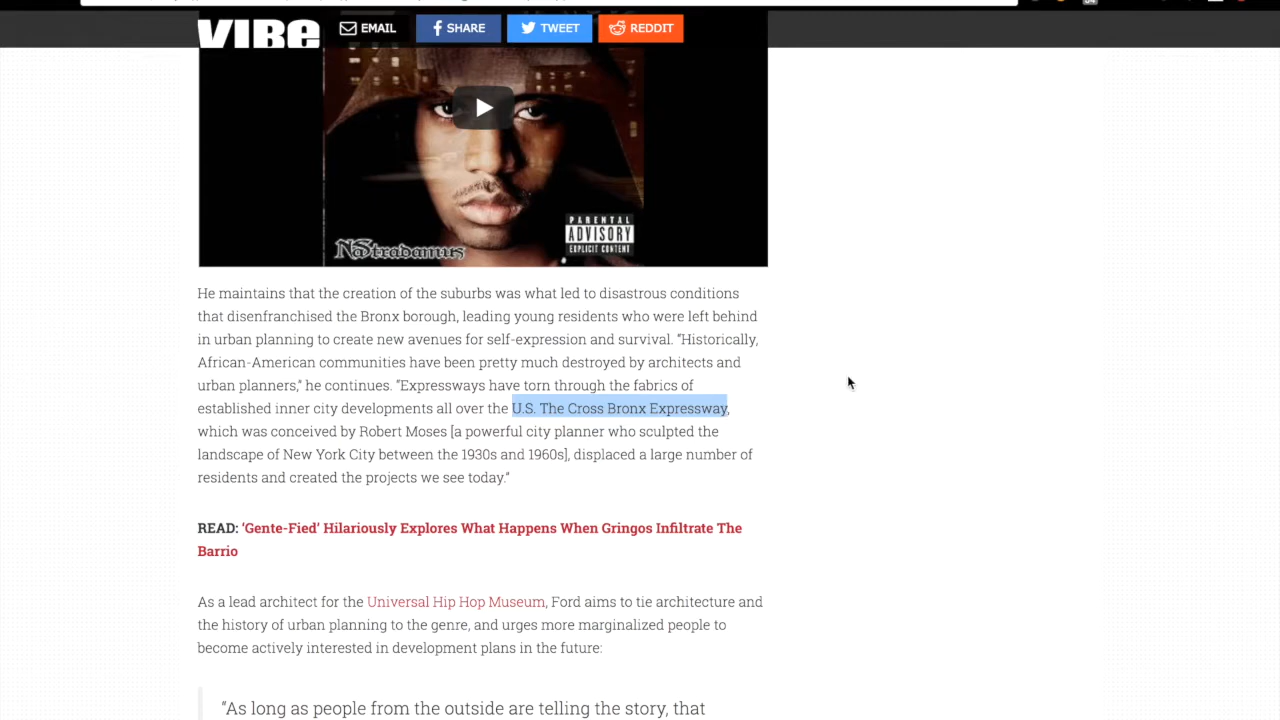 VIBE
EMAIL
SHARE
TWEET
REDDIT
NASTRADAMUS
PARENTAL
ADVISORY
EXPLICIT CONTENT
He maintains that the creation of the suburbs was what led to disastrous conditions
that disenfranchised the Bronx borough, leading young residents who were left behind
in urban planning to create new avenues for self-expression and survival. “Historically,
African-American communities have been pretty much destroyed by architects and
urban planners,” he continues. “Expressways have torn through the fabrics of
established inner city developments all over the U.S. The Cross Bronx Expressway,
which was conceived by Robert Moses [a powerful city planner who sculpted the
landscape of New York City between the 1930s and 1960s], displaced a large number of
residents and created the projects we see today.”
READ: ‘Gente-Fied’ Hilariously Explores What Happens When Gringos Infiltrate The
Barrio
As a lead architect for the Universal Hip Hop Museum, Ford aims to tie architecture and
the history of urban planning to the genre, and urges more marginalized people to
become actively interested in development plans in the future:
“As long as people from the outside are telling the story, that